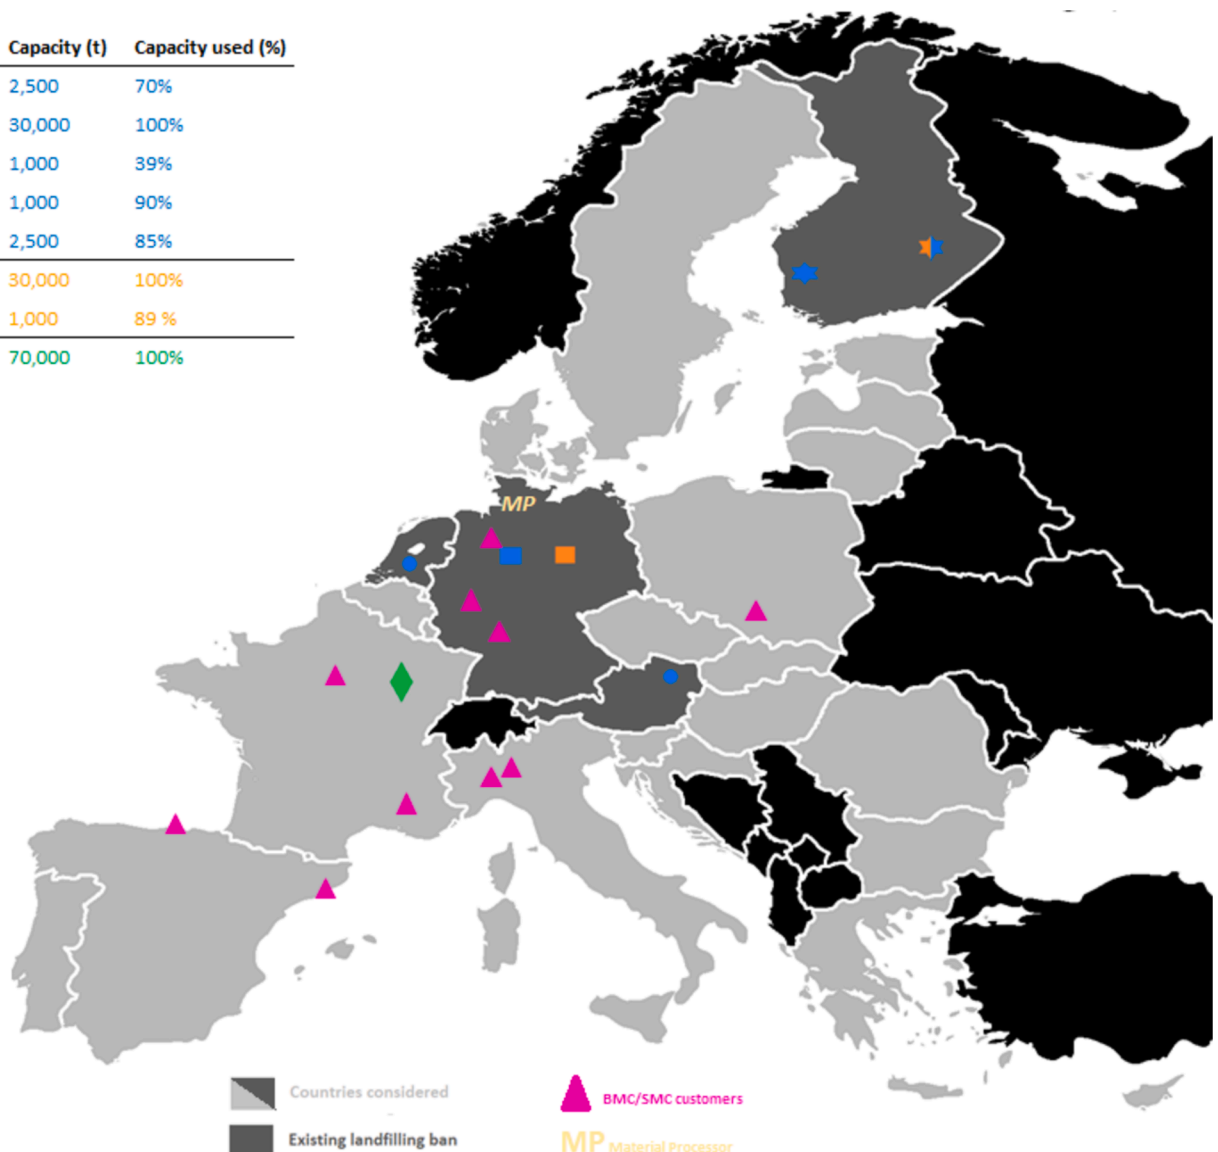 Capacity (t) Capacity used (%)
2,500 70%
30,000 100%
1,000 39%
1,000 90%
2,500 85%
30,000 100%
1,000 89 %
70,000 100%
MP
Countries considered
BMC/SMC customers
Existing landfilling ban
MP Material Processor